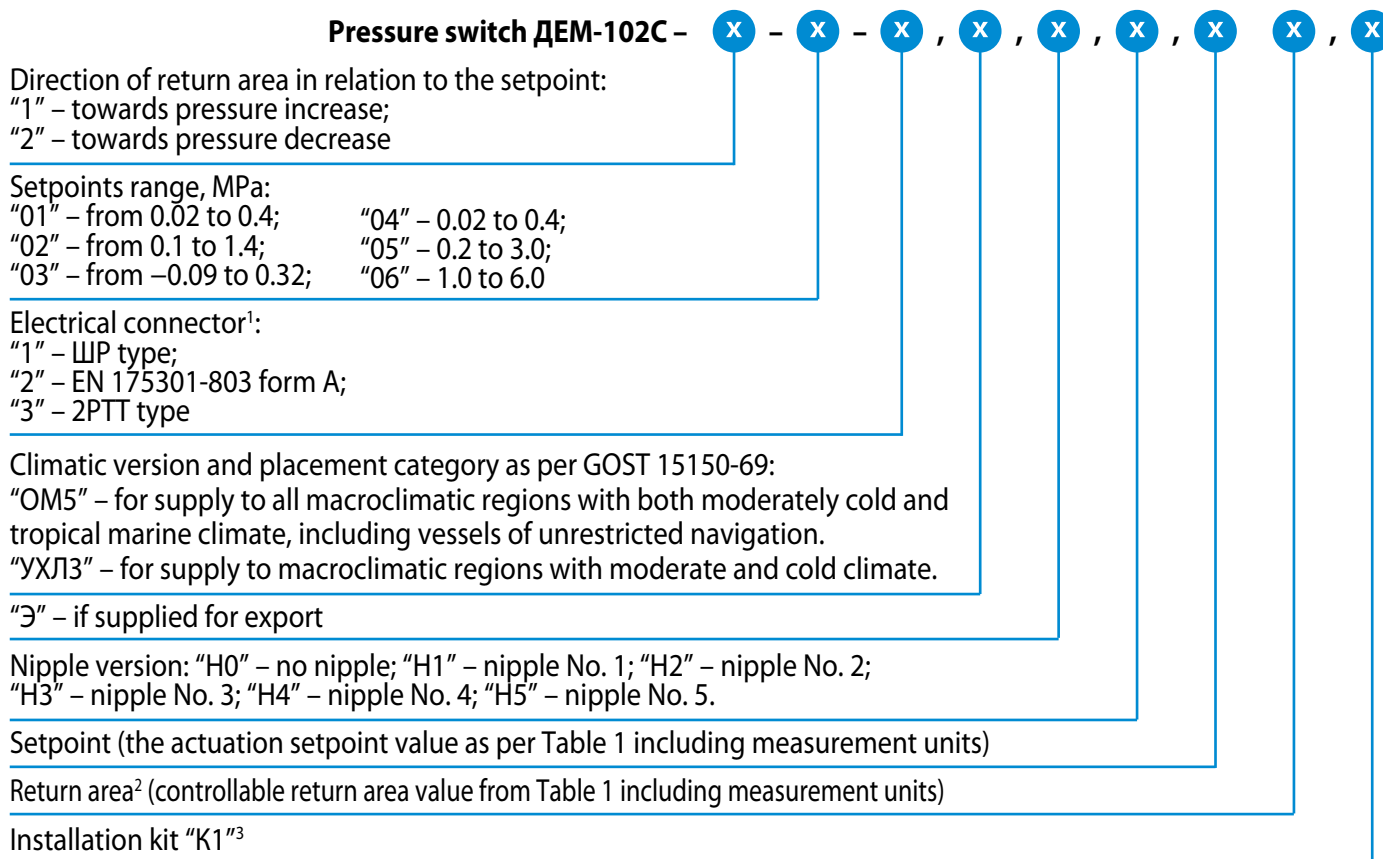 Pressure switch ДЕМ-102С – x – x – x , x , x , x , x x , x
Direction of return area in relation to the setpoint:
“1” – towards pressure increase;
“2” – towards pressure decrease
Setpoints range, MPa:
“01” – from 0.02 to 0.4; “04” – 0.02 to 0.4;
“02” – from 0.1 to 1.4; “05” – 0.2 to 3.0;
“03” – from −0.09 to 0.32; “06” – 1.0 to 6.0
Electrical connector¹:
“1” – ШР type;
“2” – EN 175301-803 form A;
“3” – 2РТТ type
Climatic version and placement category as per GOST 15150-69:
“ОМ5” – for supply to all macroclimatic regions with both moderately cold and
tropical marine climate, including vessels of unrestricted navigation.
“УХЛ3” – for supply to macroclimatic regions with moderate and cold climate.
“Э” – if supplied for export
Nipple version: “Н0” – no nipple; “Н1” – nipple No. 1; “Н2” – nipple No. 2;
“Н3” – nipple No. 3; “Н4” – nipple No. 4; “Н5” – nipple No. 5.
Setpoint (the actuation setpoint value as per Table 1 including measurement units)
Return area² (controllable return area value from Table 1 including measurement units)
Installation kit “К1”³